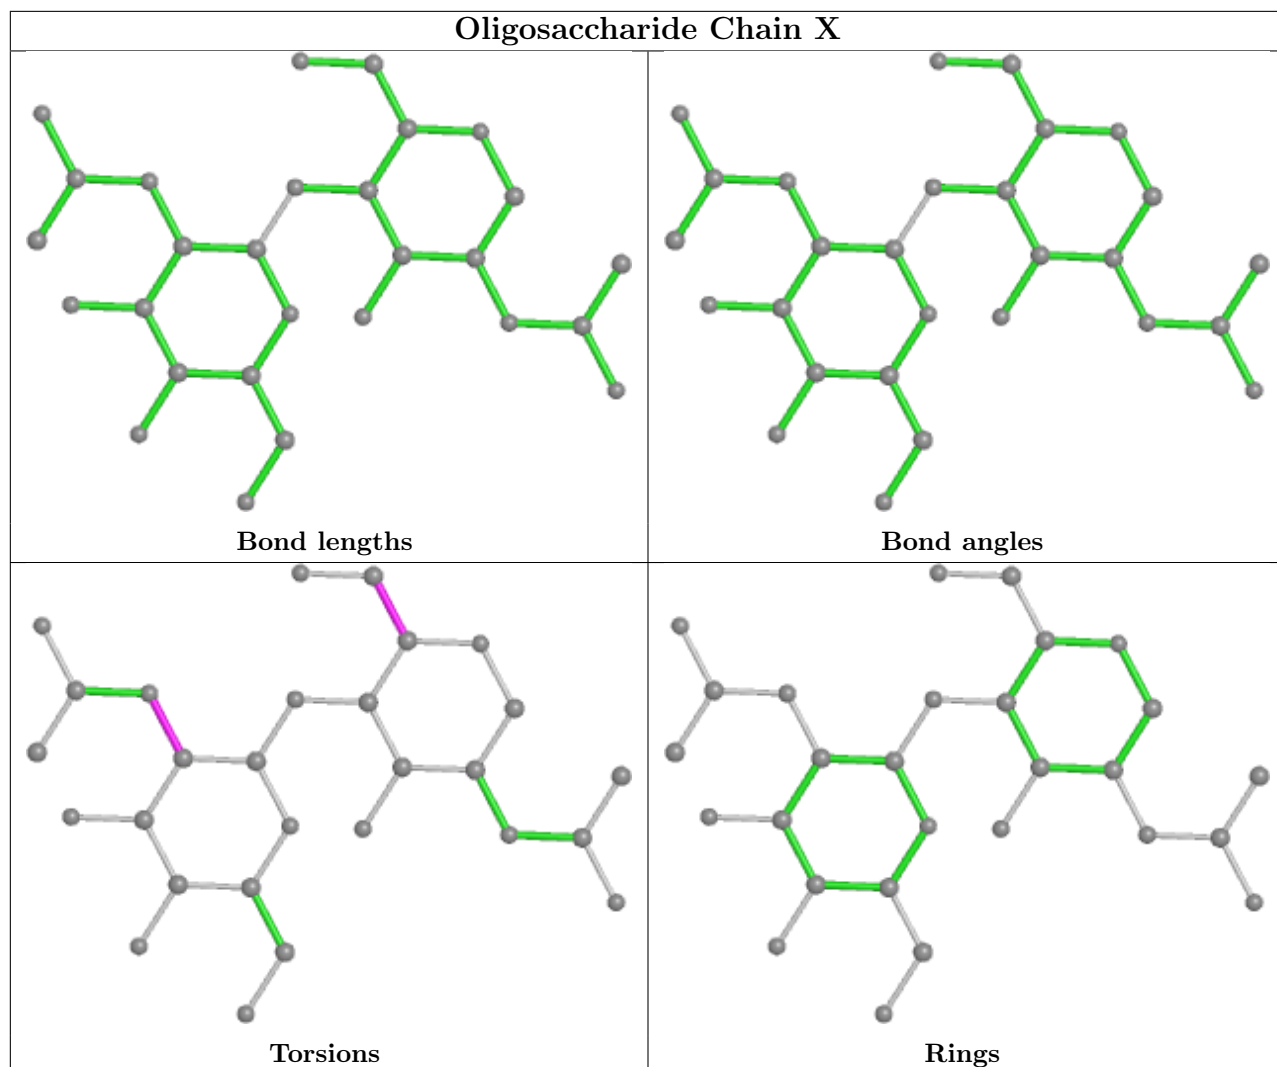 Oligosaccharide Chain X
Bond lengths
Bond angles
Torsions
Rings